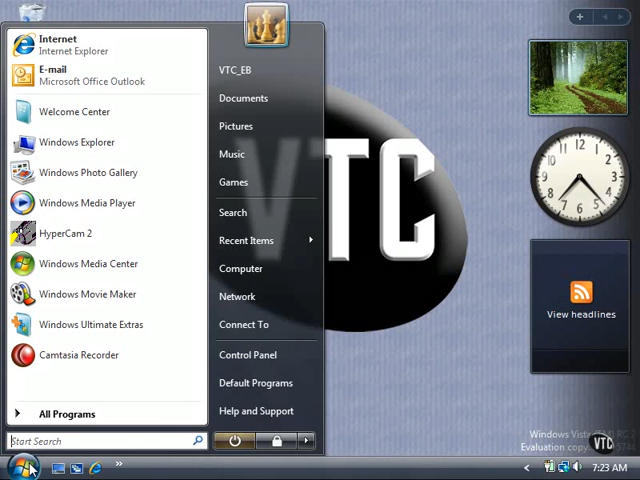 Internet
Internet Explorer
E-mail
Microsoft Office Outlook
Welcome Center
Windows Explorer
Windows Photo Gallery
Windows Media Player
HyperCam 2
Windows Media Center
Windows Movie Maker
Windows Ultimate Extras
Camtasia Recorder
All Programs
Start Search
VTC_EB
Documents
Pictures
Music
Games
Search
Recent Items
Computer
Network
Connect To
Control Panel
Default Programs
Help and Support
VTC
12
1
2
3
4
5
6
7
8
9
10
11
View headlines
Windows Vista (TM) RC
Evaluation copy.
VTC
7:23 AM